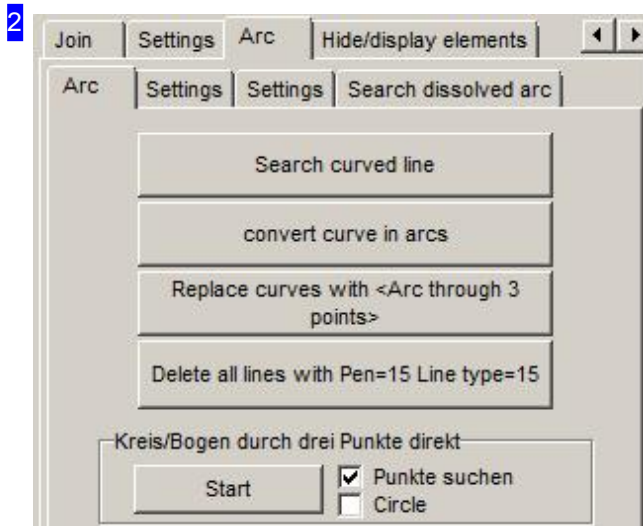 2
Join Settings Arc Hide/display elements
Arc Settings Settings Search dissolved arc
Search curved line
convert curve in arcs
Replace curves with <Arc through 3
points>
Delete all lines with Pen=15 Line type=15
Kreis/Bogen durch drei Punkte direkt
Start Punkte suchen
Circle